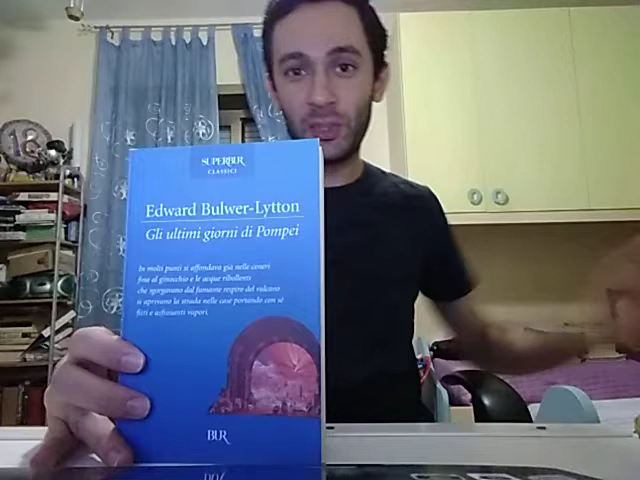 18
SUPERBUR
CLASSICI
Edward Bulwer-Lytton
Gli ultimi giorni di Pompei
In molti punti si affondava già nelle ceneri
fino al ginocchio e le acque ribollenti
che sgorgavano dal fumante respiro del vulcano
si aprivano la strada nelle case portando con sé
fitti e soffocanti vapori.
BUR